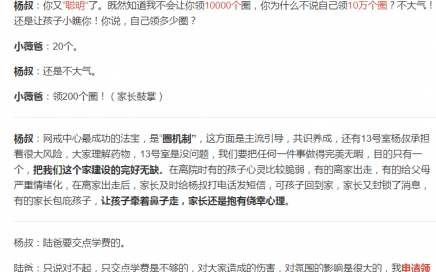 杨叔：你又“聪明”了。既然知道我不会让你领10000个圈，你为什么不说自己领10万个圈？不大气！
还是让孩子小瞧你！你说，自己领多少圈？
小薇爸：20个。
杨叔：还是不大气。
小薇爸：领200个圈！（家长鼓掌）
杨叔：网戒中心最成功的法宝，是“圈机制”，这方面是主流引导，共识养成，还有13号室杨叔承担
着很大风险，大家理解药物，13号室是没问题，我们要把任何一件事做得完美无暇，目的只有一
个，把我们这个家建设的完好无缺。在离院时有的孩子心灵比较脆弱，有的离家出走，有的给父母
严重情绪化，在离家出走后，家长及时给杨叔打电话发短信，可孩子回到家，家长又封锁了消息，
有的家长包庇孩子，让孩子牵着鼻子走，家长还是抱有侥幸心理。
杨叔：陆爸要交点学费的。
陆爸：只说对不起，只交点学费是不够的，对大家造成的伤害，对氛围的影响是很大的，我申请领